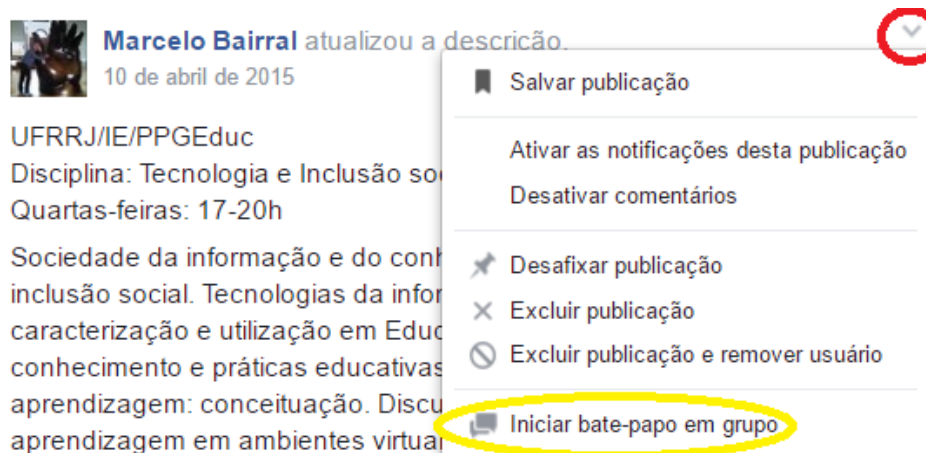 Marcelo Bairral atualizou a descrição.
10 de abril de 2015
UFRRJ/IE/PPGEduc
Disciplina: Tecnologia e Inclusão so
Quartas-feiras: 17-20h
Sociedade da informação e do conh
inclusão social. Tecnologias da infor
caracterização e utilização em Educ
conhecimento e práticas educativas
aprendizagem: conceituação. Discu
aprendizagem em ambientes virtuai
Salvar publicação
Ativar as notificações desta publicação
Desativar comentários
Desafixar publicação
Excluir publicação
Excluir publicação e remover usuário
Iniciar bate-papo em grupo